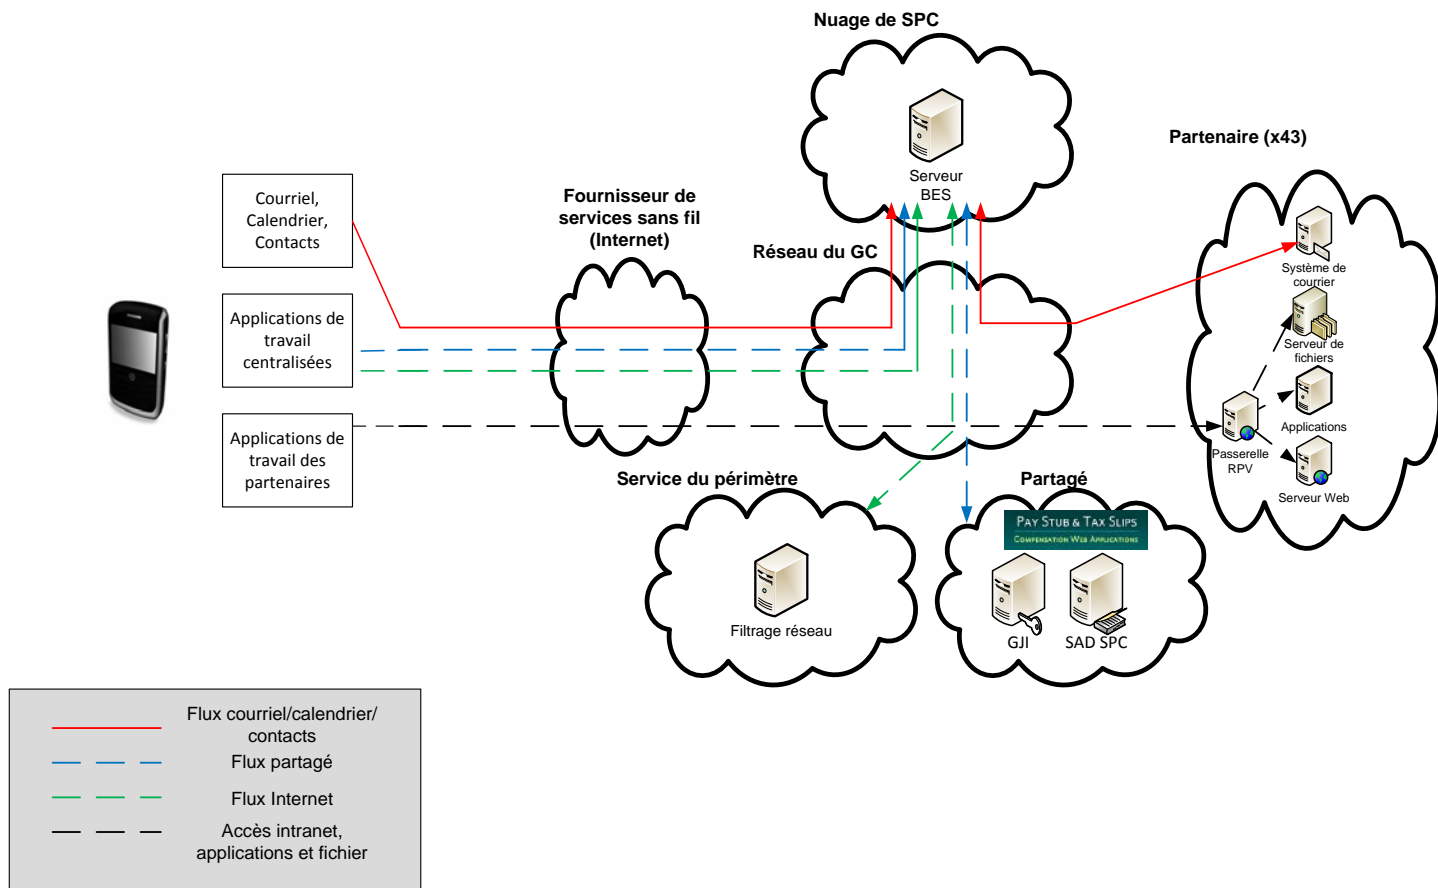 Nuage de SPC
Serveur
BES
Partenaire (x43)
Courriel,
Calendrier,
Contacts
Fournisseur de
services sans fil
(Internet)
Réseau du GC
Système de
courrier
Applications de
travail
centralisées
Serveur de
fichiers
Applications
Applications de
travail des
partenaires
Passerelle
RPV
Serveur Web
Service du périmètre
Partagé
PAY STUB & TAX SLIPS
COMPENSATION WEB APPLICATIONS
Filtrage réseau
GJI
SAD SPC
Flux courriel/calendrier/
contacts
Flux partagé
Flux Internet
Accès intranet,
applications et fichier